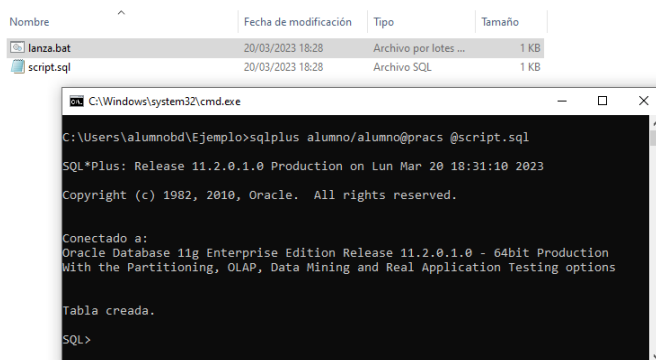 Nombre Fecha de modificación Tipo Tamaño
lanza.bat 20/03/2023 18:28 Archivo por lotes ... 1 KB
script.sql 20/03/2023 18:28 Archivo SQL 1 KB
C:\Windows\system32\cmd.exe
C:\Users\alumnobd\Ejemplo>sqlplus alumno/alumno@pracs @script.sql
SQL*Plus: Release 11.2.0.1.0 Production on Lun Mar 20 18:31:10 2023
Copyright (c) 1982, 2010, Oracle.  All rights reserved.
Conectado a:
Oracle Database 11g Enterprise Edition Release 11.2.0.1.0 - 64bit Production
With the Partitioning, OLAP, Data Mining and Real Application Testing options
Tabla creada.
SQL>